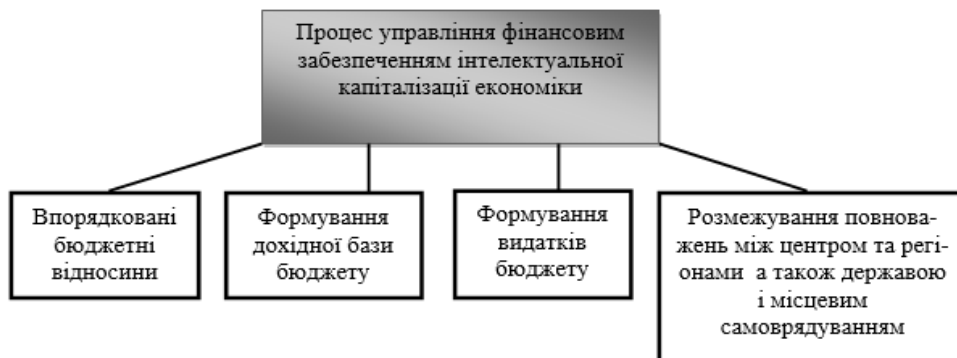 Процес управління фінансовим
забезпеченням інтелектуальної
капіталізації економіки
Впорядковані
бюджетні
відносини
Формування
дохідної бази
бюджету
Формування
видатків
бюджету
Розмежування повнова-
жень між центром та регі-
онами а також державою
і місцевим
самоврядуванням